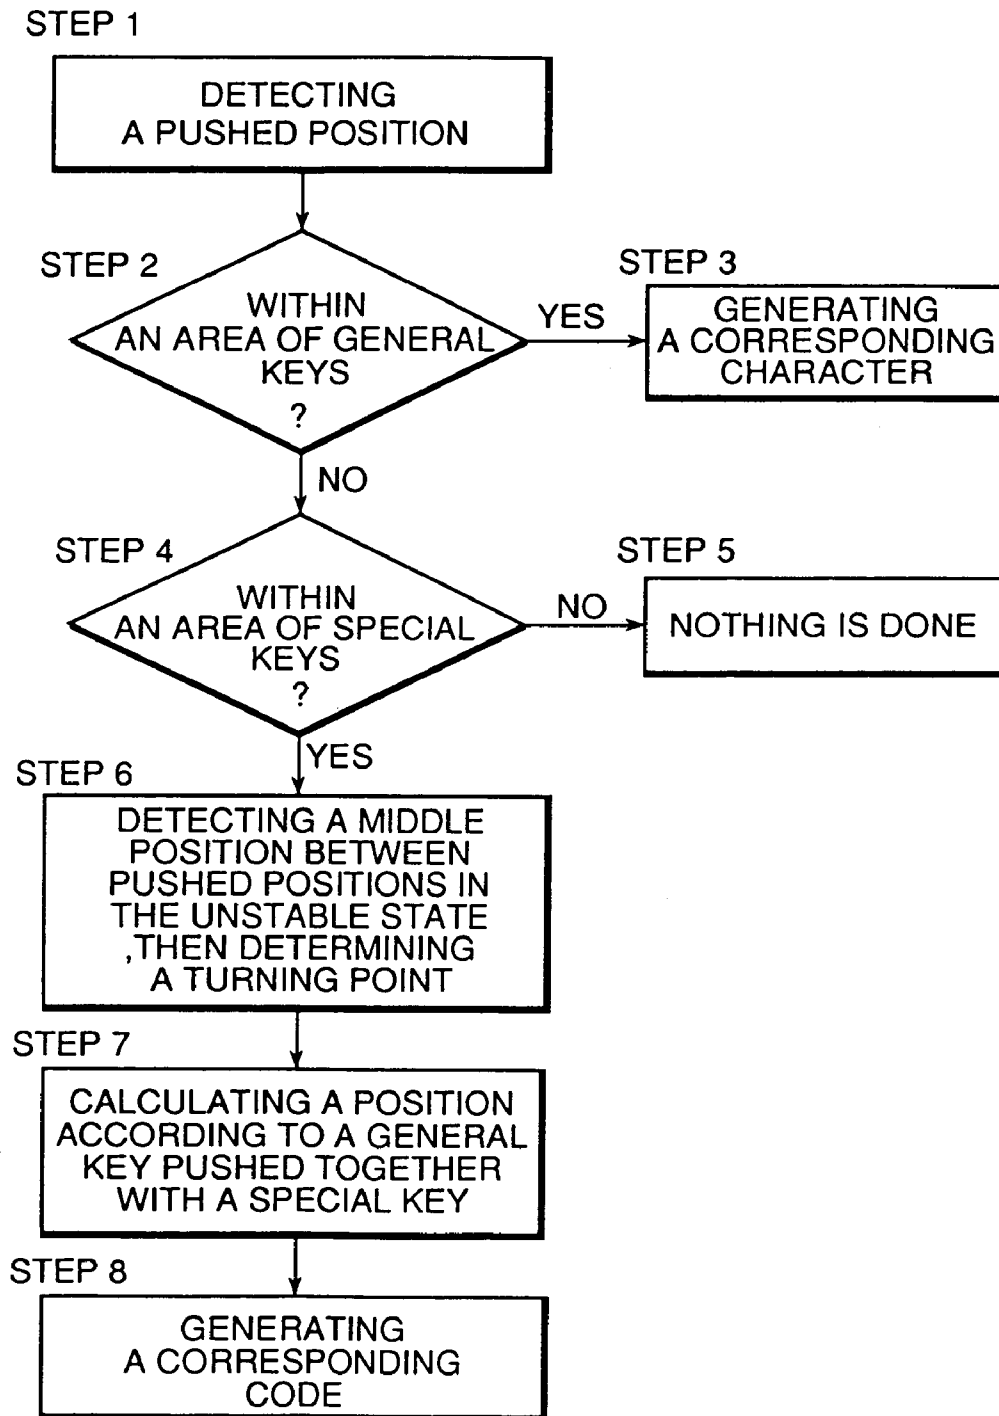 STEP 1
DETECTING
A PUSHED POSITION
STEP 2
WITHIN
AN AREA OF GENERAL
KEYS
?
YES
STEP 3
GENERATING
A CORRESPONDING
CHARACTER
NO
STEP 4
WITHIN
AN AREA OF SPECIAL
KEYS
?
NO
STEP 5
NOTHING IS DONE
YES
STEP 6
DETECTING A MIDDLE
POSITION BETWEEN
PUSHED POSITIONS IN
THE UNSTABLE STATE
,THEN DETERMINING
A TURNING POINT
STEP 7
CALCULATING A POSITION
ACCORDING TO A GENERAL
KEY PUSHED TOGETHER
WITH A SPECIAL KEY
STEP 8
GENERATING
A CORRESPONDING
CODE